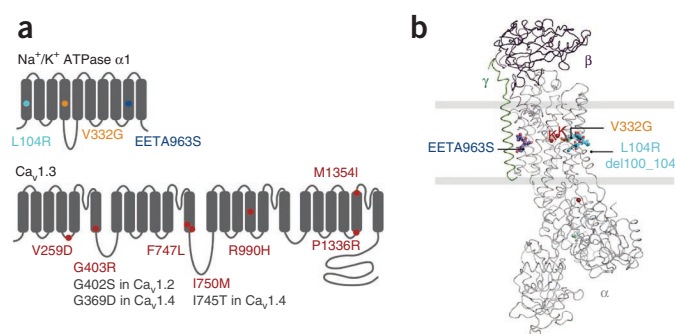 a
Na+/K+ ATPase α1
L104R
V332G
EETA963S
Cav1.3
M1354I
V259D
F747L
R990H
P1336R
G403R
I750M
G402S in Cav1.2
G369D in Cav1.4
I745T in Cav1.4
b
β
γ
K K
V332G
EETA963S
L104R
del100_104
α